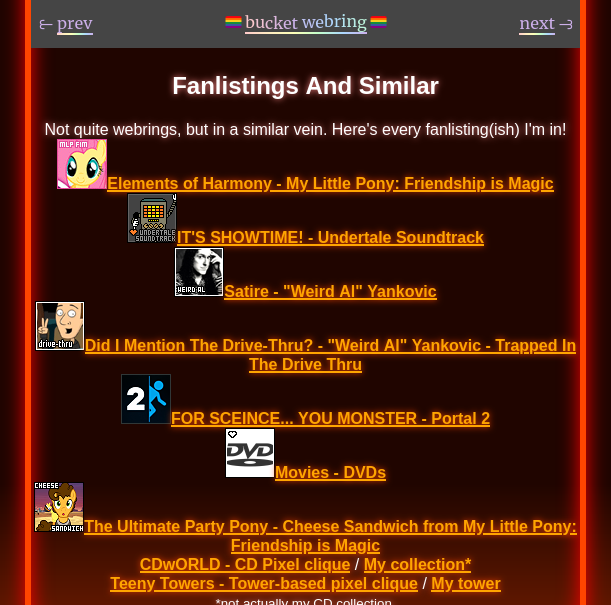 prev
bucket webring
next
Fanlistings And Similar
Not quite webrings, but in a similar vein. Here's every fanlisting(ish) I'm in!
MLP FIM
Elements of Harmony - My Little Pony: Friendship is Magic
UNDERTALE
SOUNDTRACK
IT'S SHOWTIME! - Undertale Soundtrack
WEIRD AL
Satire - "Weird Al" Yankovic
drive-thru
Did I Mention The Drive-Thru? - "Weird Al" Yankovic - Trapped In
The Drive Thru
2
FOR SCEINCE... YOU MONSTER - Portal 2
DVD
Movies - DVDs
CHEESE
SANDWICH
The Ultimate Party Pony - Cheese Sandwich from My Little Pony:
Friendship is Magic
CDwORLD - CD Pixel clique / My collection*
Teeny Towers - Tower-based pixel clique / My tower
*not actually my CD collection